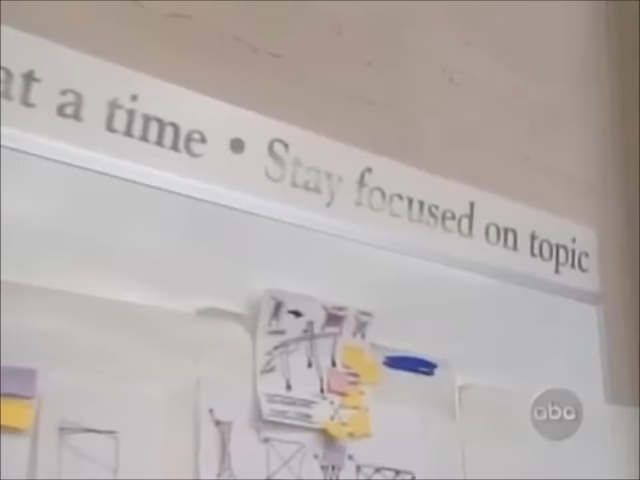 at a time • Stay focused on topic
abc